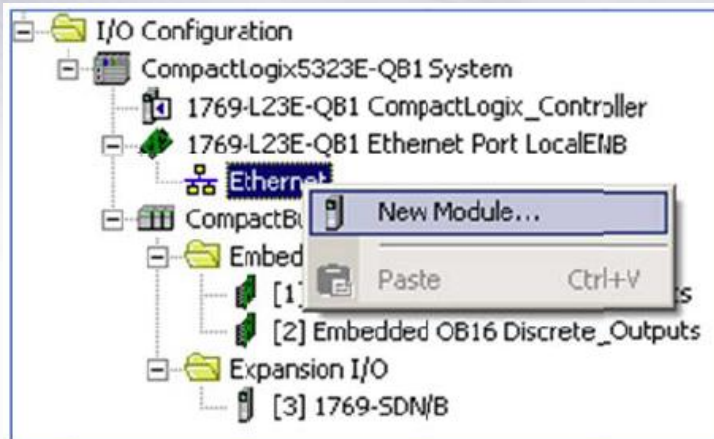 I/O Configuration
CompactLogix5323E-QB1 System
1769-L23E-QB1 CompactLogix_Controller
1769-L23E-QB1 Ethernet Port LocalENB
Ethernet
New Module...
CompactBu
Embed
Paste Ctrl+V
[1] ts
[2] Embedded OB16 Discrete_Outputs
Expansion I/O
[3] 1769-SDN/B